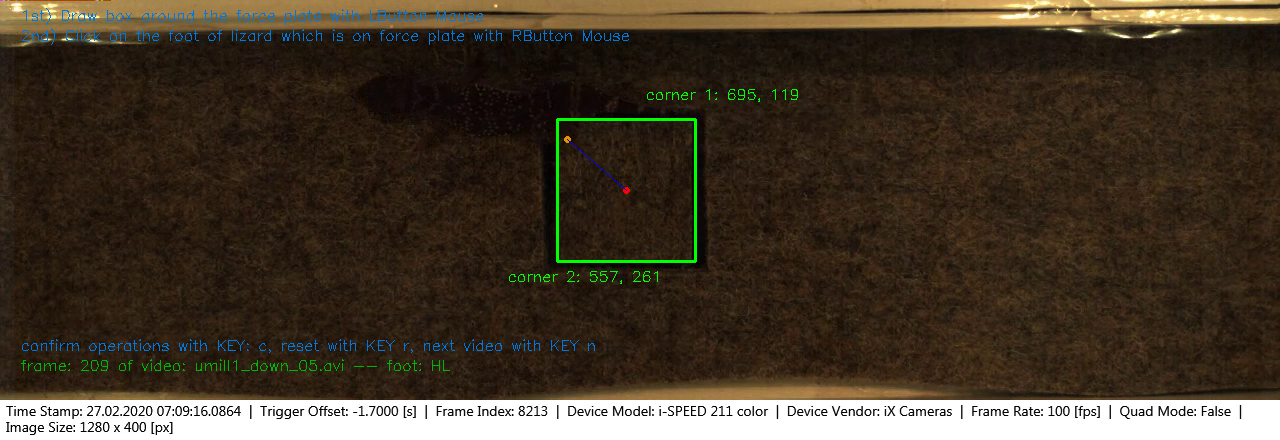 1st) Draw box around the force plate with LButton Mouse
2nd) Click on the foot of lizard which is on force plate with RButton Mouse
corner 1: 695, 119
corner 2: 557, 261
confirm operations with KEY: c, reset with KEY r, next video with KEY n
frame: 209 of video: umill1_down_05.avi -- foot: HL
Time Stamp: 27.02.2020 07:09:16.0864 | Trigger Offset: -1.7000 [s] | Frame Index: 8213 | Device Model: i-SPEED 211 color | Device Vendor: iX Cameras | Frame Rate: 100 [fps] | Quad Mode: False |
Image Size: 1280 x 400 [px]